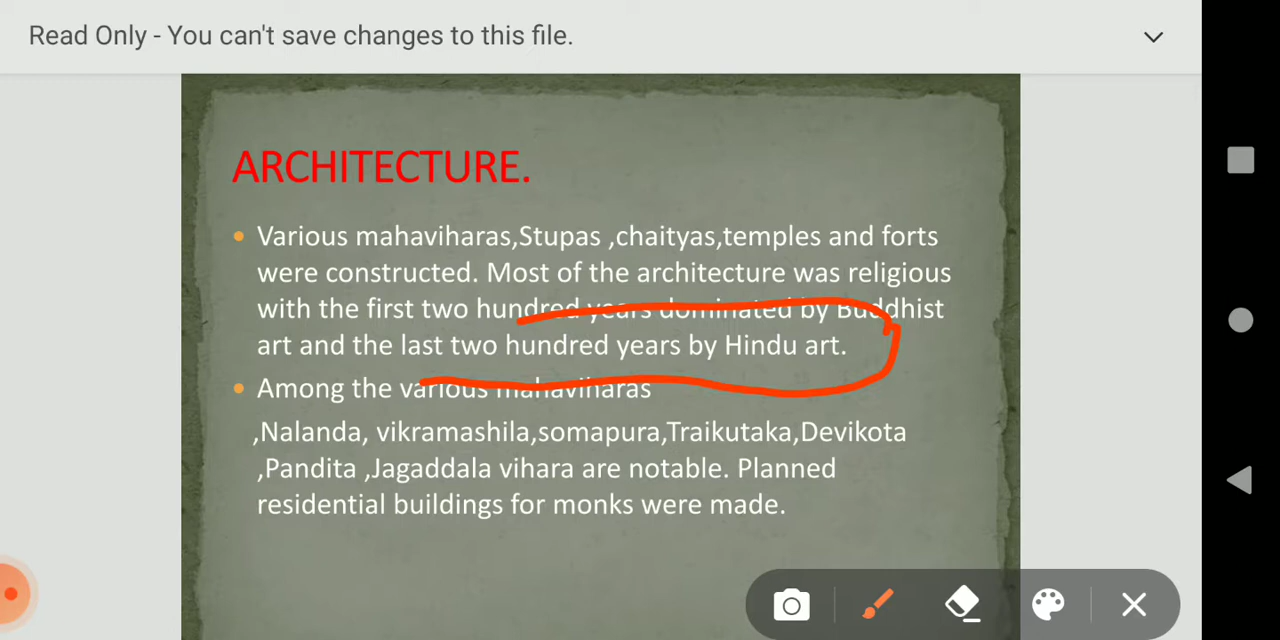 Read Only - You can't save changes to this file.
ARCHITECTURE.
Various mahaviharas,Stupas ,chaityas,temples and forts
were constructed. Most of the architecture was religious
with the first two hundred years dominated by Buddhist
art and the last two hundred years by Hindu art.
Among the various mahaviharas
,Nalanda, vikramashila,somapura,Traikutaka,Devikota
,Pandita ,Jagaddala vihara are notable. Planned
residential buildings for monks were made.